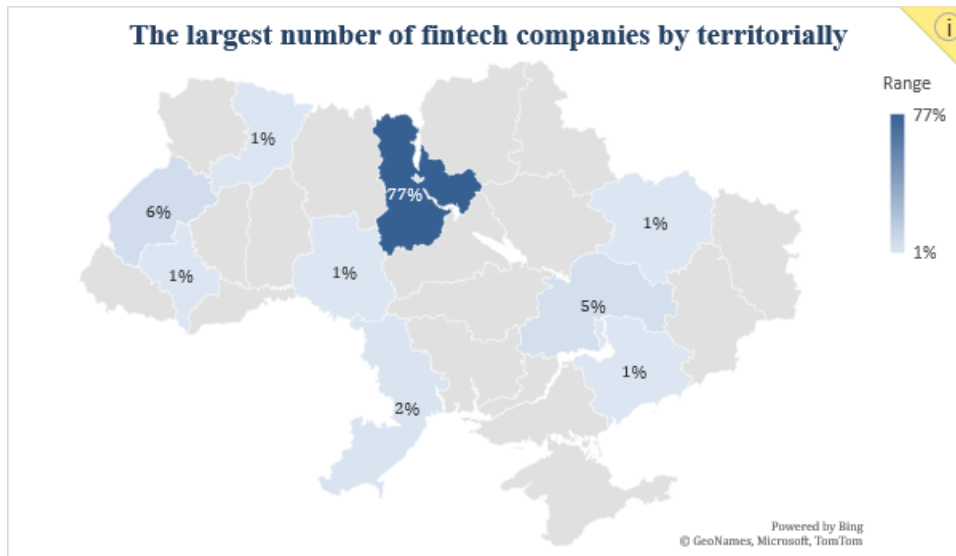 The largest number of fintech companies by territorially
i
Range
77%
1%
1%
77%
6%
1%
1%
1%
5%
1%
2%
Powered by Bing
© GeoNames, Microsoft, TomTom